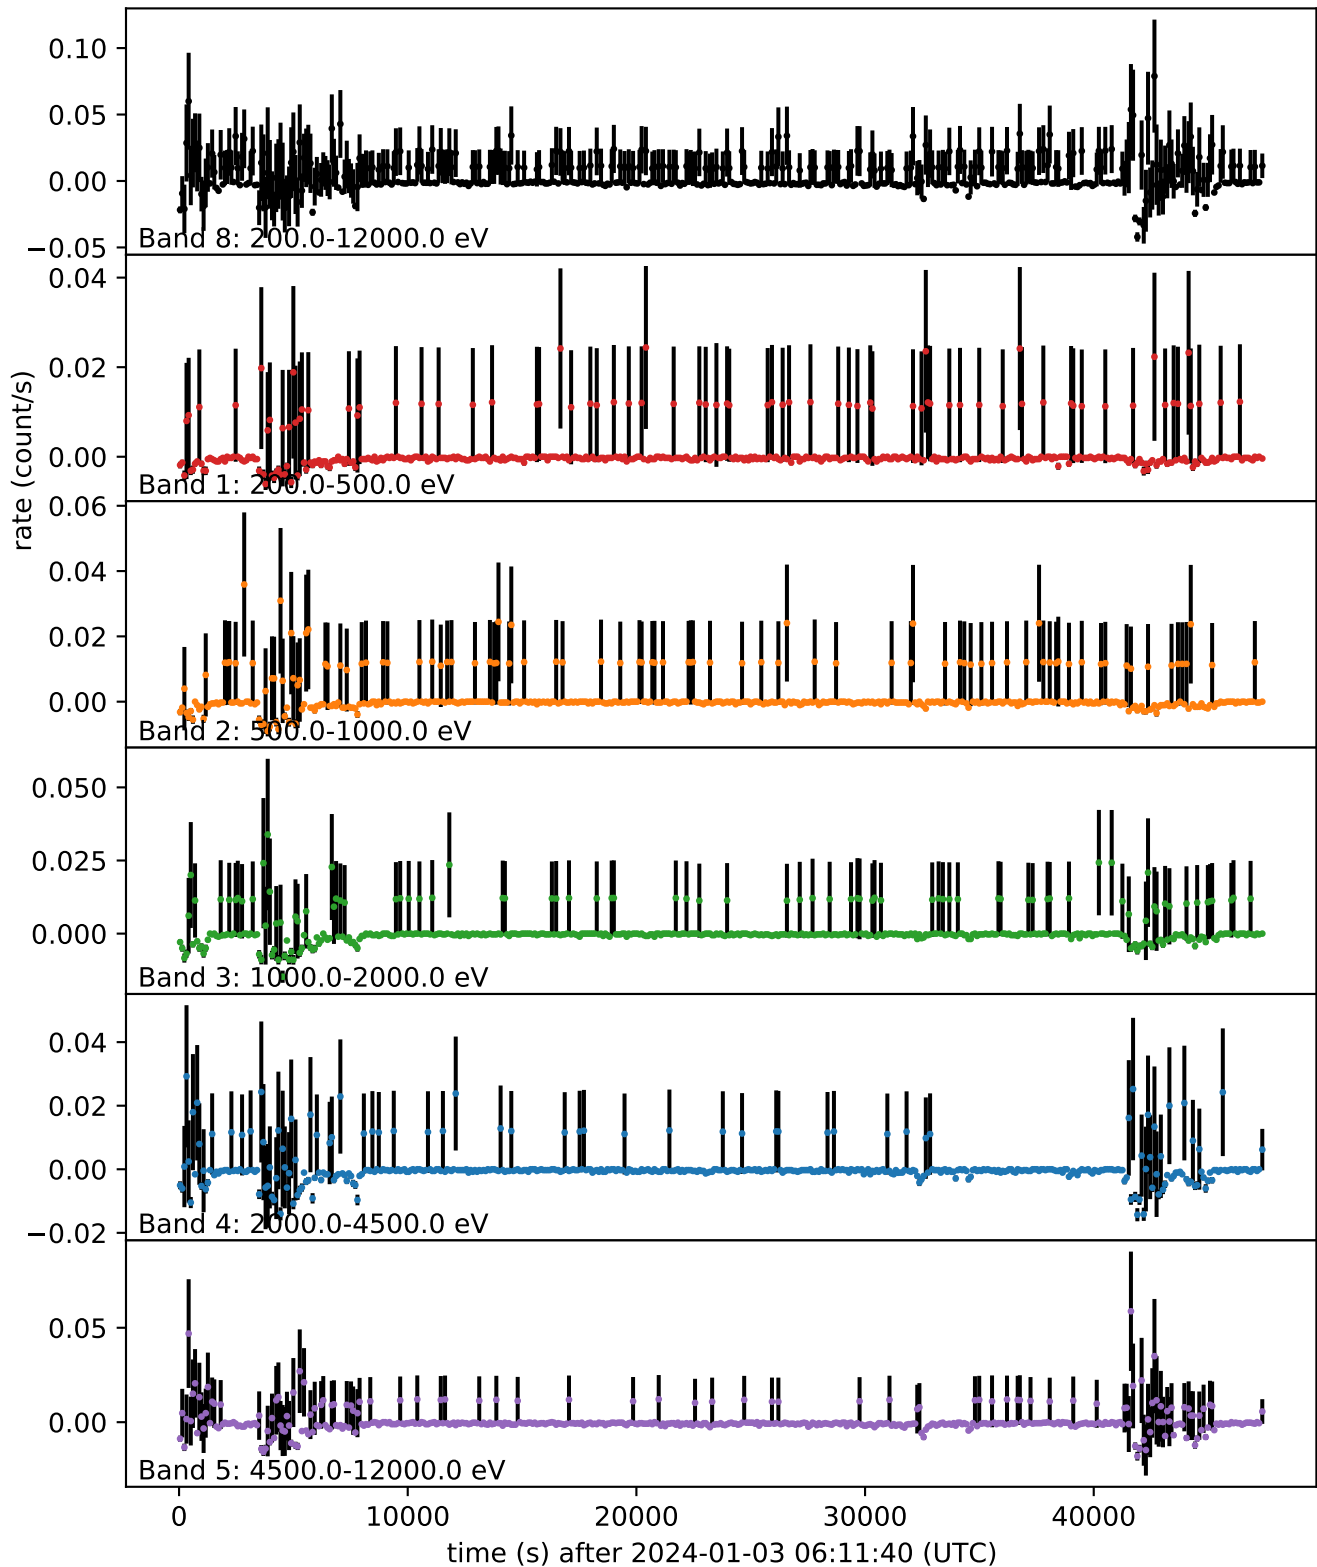 0.10
0.05
0.00
−0.05
Band 8: 200.0-12000.0 eV
0.04
0.02
0.00
Band 1: 200.0-500.0 eV
rate (count/s)
0.06
0.04
0.02
0.00
Band 2: 500.0-1000.0 eV
0.050
0.025
0.000
Band 3: 1000.0-2000.0 eV
0.04
0.02
0.00
−0.02
Band 4: 2000.0-4500.0 eV
0.05
0.00
Band 5: 4500.0-12000.0 eV
0 10000 20000 30000 40000
time (s) after 2024-01-03 06:11:40 (UTC)